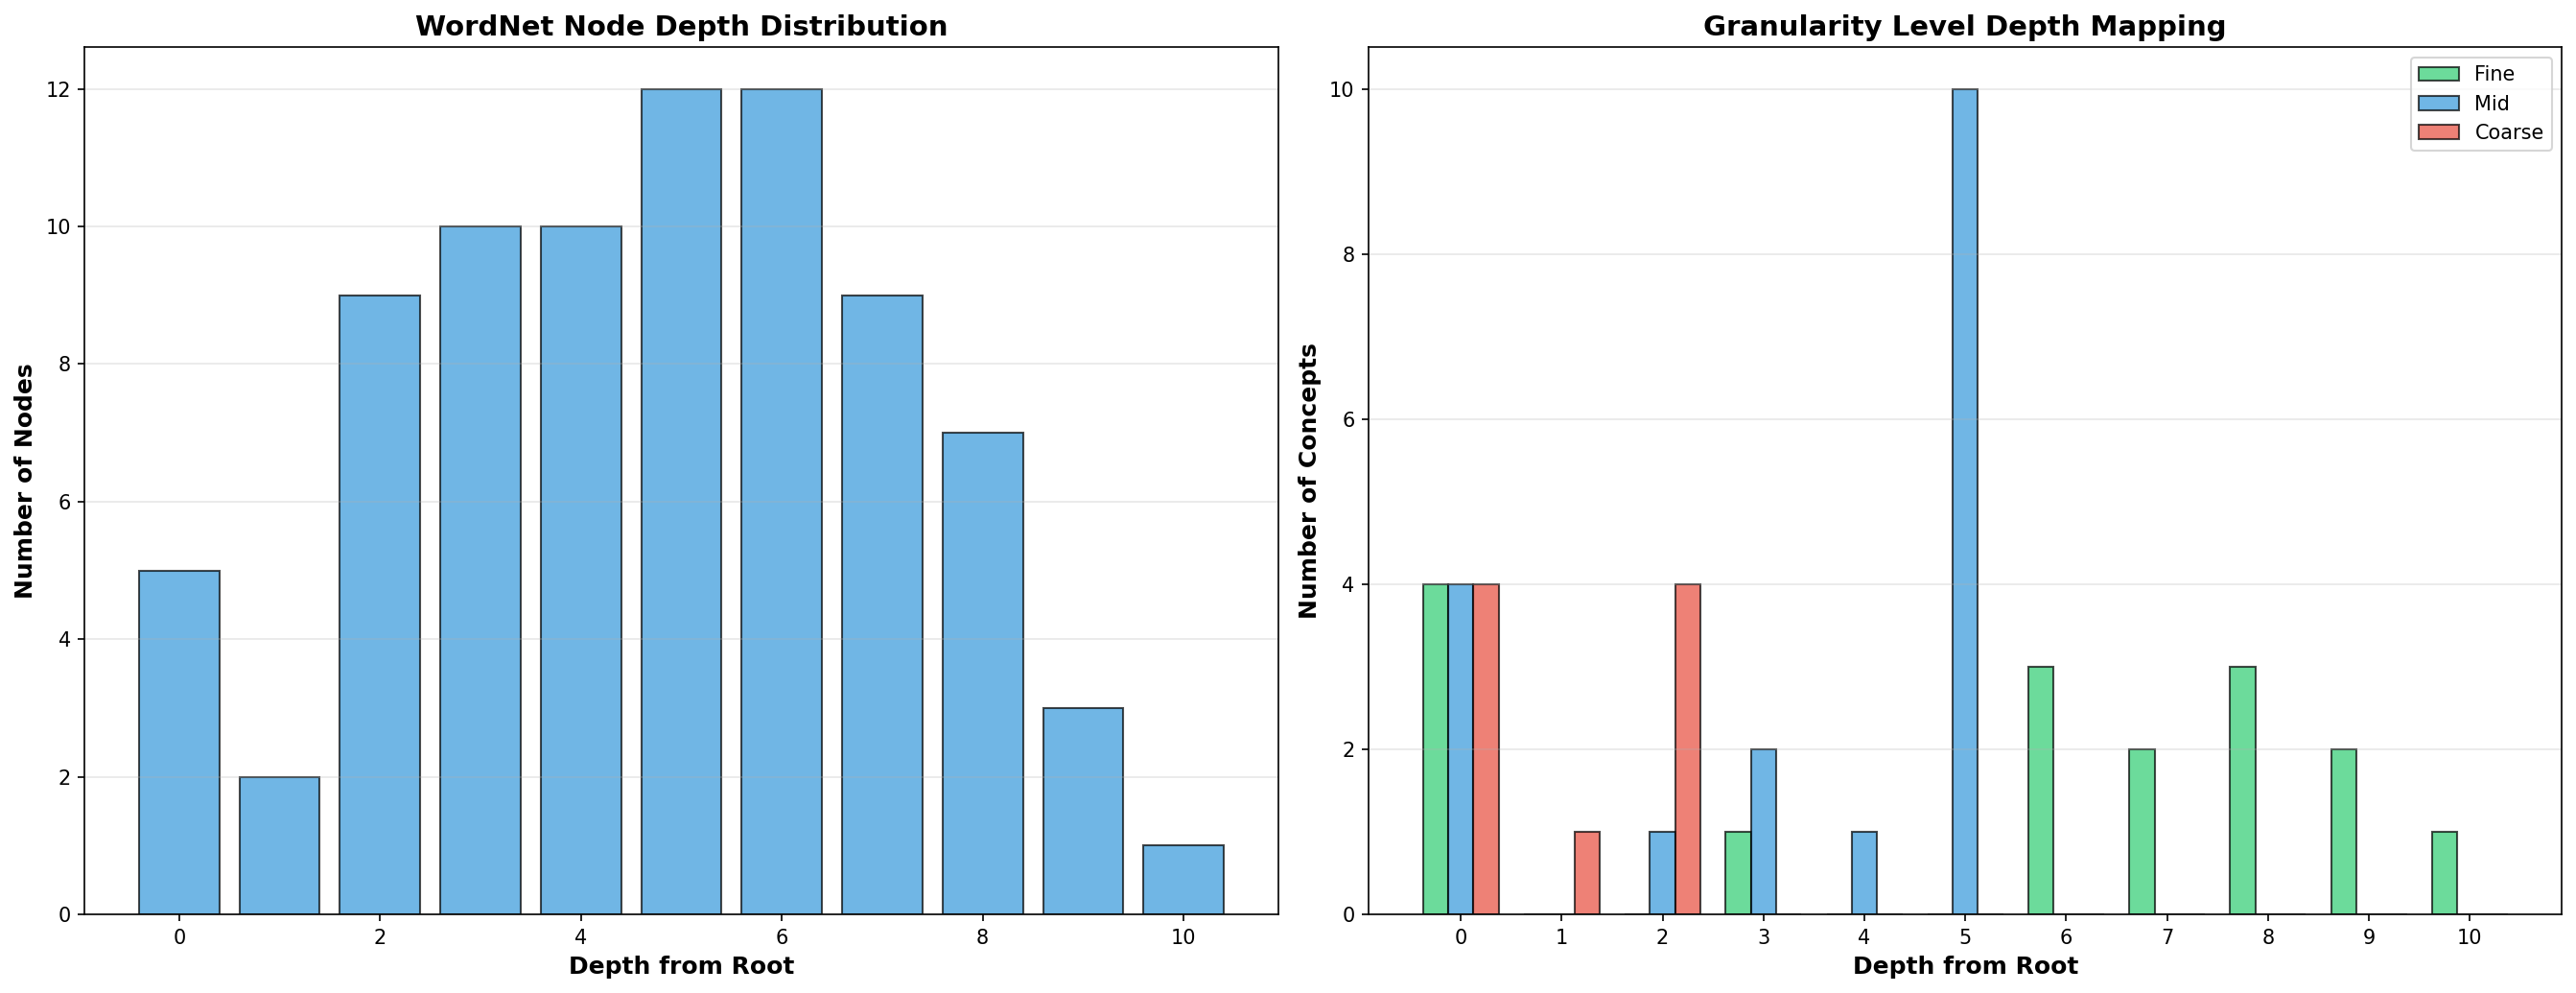 WordNet Node Depth Distribution
Number of Nodes
12
10
8
6
4
2
0
0 2 4 6 8 10
Depth from Root
Granularity Level Depth Mapping
Number of Concepts
10
8
6
4
2
0
Fine
Mid
Coarse
0 1 2 3 4 5 6 7 8 9 10
Depth from Root